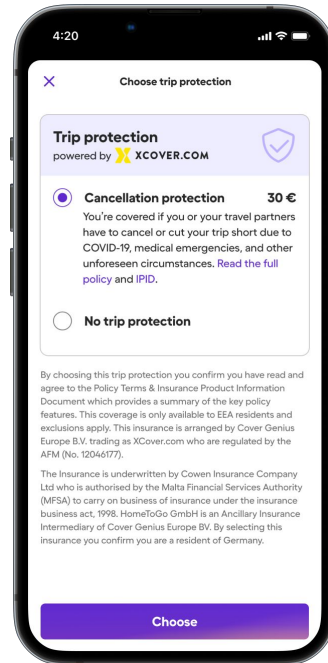 4:20
Choose trip protection
Trip protection
powered by XCOVER.COM
Cancellation protection 30 €
You're covered if you or your travel partners
have to cancel or cut your trip short due to
COVID-19, medical emergencies, and other
unforeseen circumstances. Read the full
policy and IPID.
No trip protection
By choosing this trip protection you confirm you have read and
agree to the Policy Terms & Insurance Product Information
Document which provides a summary of the key policy
features. This coverage is only available to EEA residents and
exclusions apply. This insurance is arranged by Cover Genius
Europe B.V. trading as XCover.com who are regulated by the
AFM (No. 12046177).
The Insurance is underwritten by Cowen Insurance Company
Ltd who is authorised by the Malta Financial Services Authority
(MFSA) to carry on business of insurance under the insurance
business act, 1998. HomeToGo GmbH is an Ancillary Insurance
Intermediary of Cover Genius Europe BV. By selecting this
insurance you confirm you are a resident of Germany.
Choose